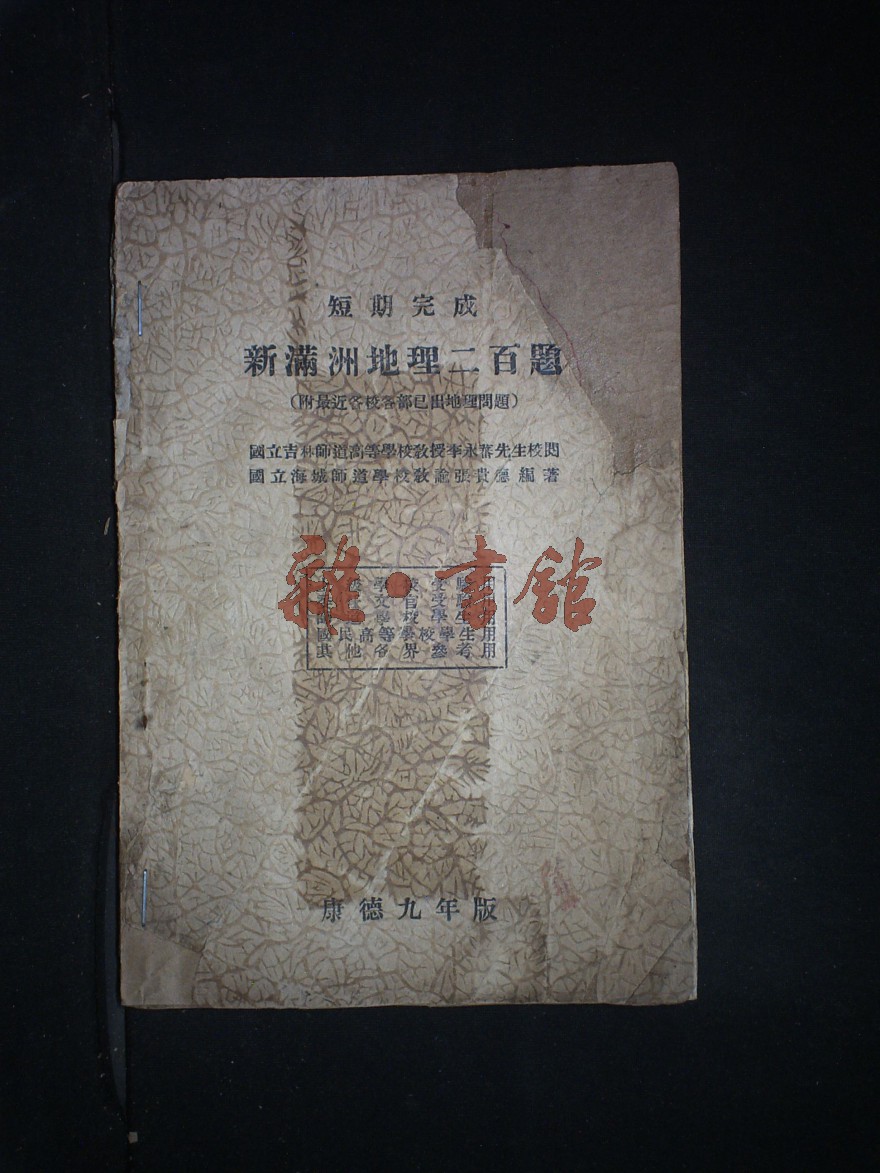 短期完成
新滿洲地理二百題
（附最近各校各部已出地理問題）
國立吉林師道高等學校敎授李永蕃先生校閱
國立海城師道學校敎諭張貴德編著
雜·書館
國民高等學校學生用
其他各界參考用
康德九年版